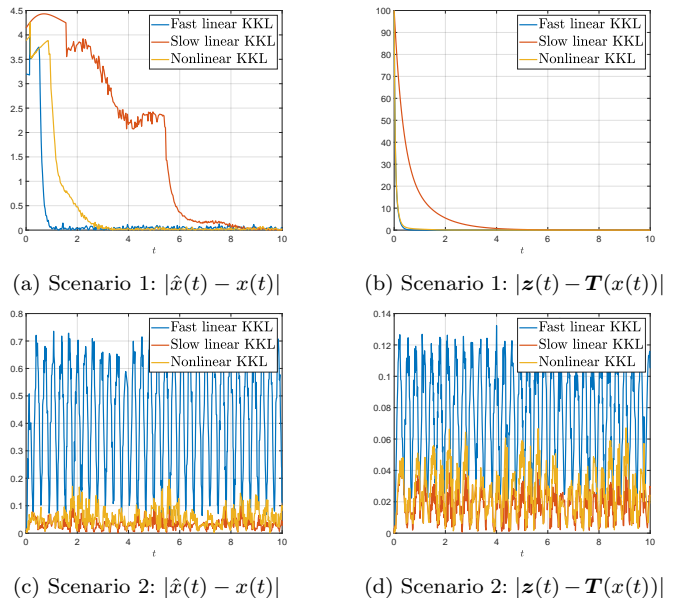 4.5
4
3.5
3
2.5
2
1.5
1
0.5
0
0 2 4 6 8 10
t
Fast linear KKL
Slow linear KKL
Nonlinear KKL
100
90
80
70
60
50
40
30
20
10
0
0 2 4 6 8 10
t
Fast linear KKL
Slow linear KKL
Nonlinear KKL
(a) Scenario 1: |x̂(t) − x(t)|
(b) Scenario 1: |z(t) − T(x(t))|
0.8
0.7
0.6
0.5
0.4
0.3
0.2
0.1
0
0 2 4 6 8 10
t
Fast linear KKL
Slow linear KKL
Nonlinear KKL
0.14
0.12
0.1
0.08
0.06
0.04
0.02
0
0 2 4 6 8 10
t
Fast linear KKL
Slow linear KKL
Nonlinear KKL
(c) Scenario 2: |x̂(t) − x(t)|
(d) Scenario 2: |z(t) − T(x(t))|